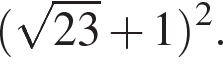 (√23 + 1)².